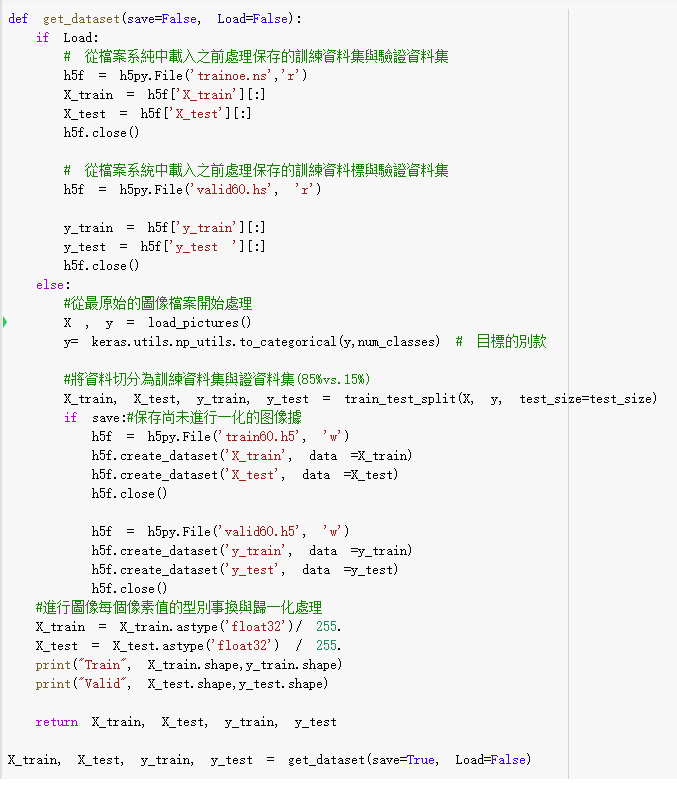 def get_dataset(save=False, Load=False):
    if Load:
        # 從檔案系統中載入之前處理保存的訓練資料集與驗證資料集
        h5f = h5py.File('trainoe.ns','r')
        X_train = h5f['X_train'][:]
        X_test = h5f['X_test'][:]
        h5f.close()

        # 從檔案系統中載入之前處理保存的訓練資料標與驗證資料集
        h5f = h5py.File('valid60.hs', 'r')

        y_train = h5f['y_train'][:]
        y_test = h5f['y_test '][:]
        h5f.close()
    else:
        #從最原始的圖像檔案開始處理
        X , y = load_pictures()
        y= keras.utils.np_utils.to_categorical(y,num_classes) # 目標的別款

        #將資料切分為訓練資料集與證資料集(85%vs.15%)
        X_train, X_test, y_train, y_test = train_test_split(X, y, test_size=test_size)
        if save:#保存尚未進行一化的图像據
            h5f = h5py.File('train60.h5', 'w')
            h5f.create_dataset('X_train', data =X_train)
            h5f.create_dataset('X_test', data =X_test)
            h5f.close()

            h5f = h5py.File('valid60.h5', 'w')
            h5f.create_dataset('y_train', data =y_train)
            h5f.create_dataset('y_test', data =y_test)
            h5f.close()
    #進行圖像每個像素值的型別事換與歸一化處理
    X_train = X_train.astype('float32')/ 255.
    X_test = X_test.astype('float32') / 255.
    print("Train", X_train.shape,y_train.shape)
    print("Valid", X_test.shape,y_test.shape)

    return X_train, X_test, y_train, y_test

X_train, X_test, y_train, y_test = get_dataset(save=True, Load=False)